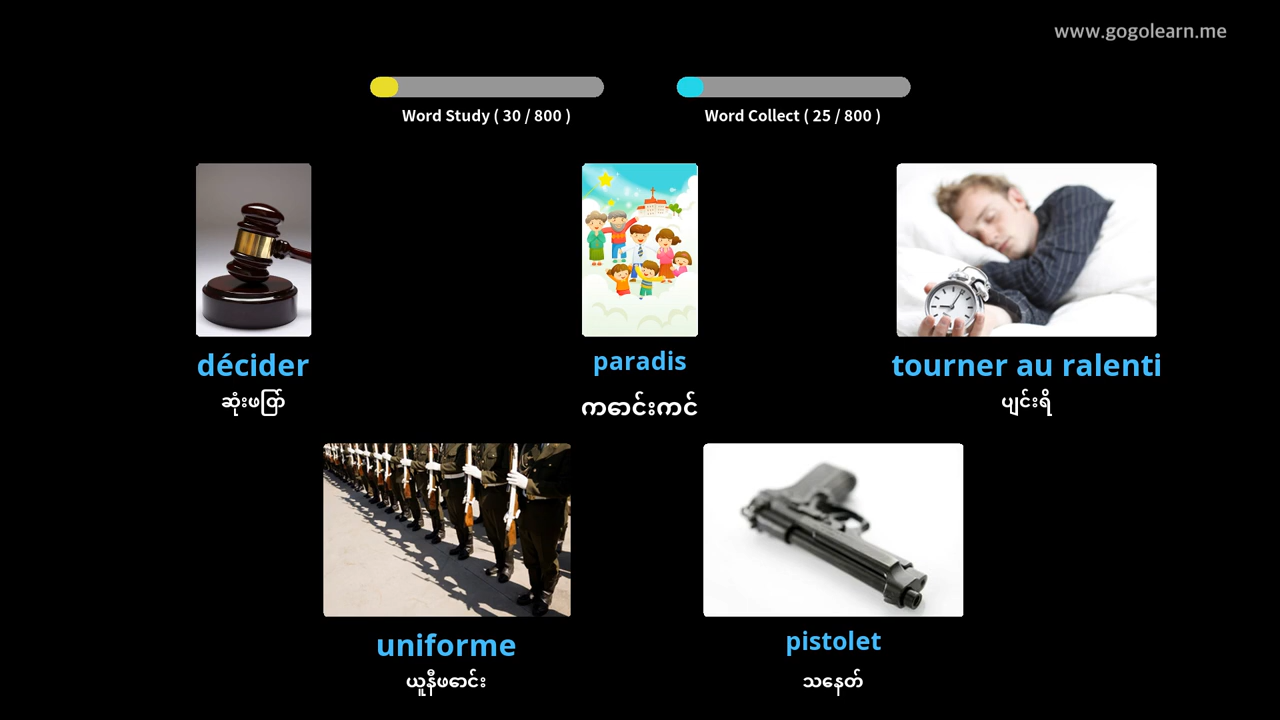 www.gogolearn.me
Word Study ( 30 / 800 )
Word Collect ( 25 / 800 )
décider
paradis
tourner au ralenti
ဆုံးဖြတ်
ကောင်းကင်
ပျင်းရိ
uniforme
pistolet
ယူနီဖောင်း
သေနတ်